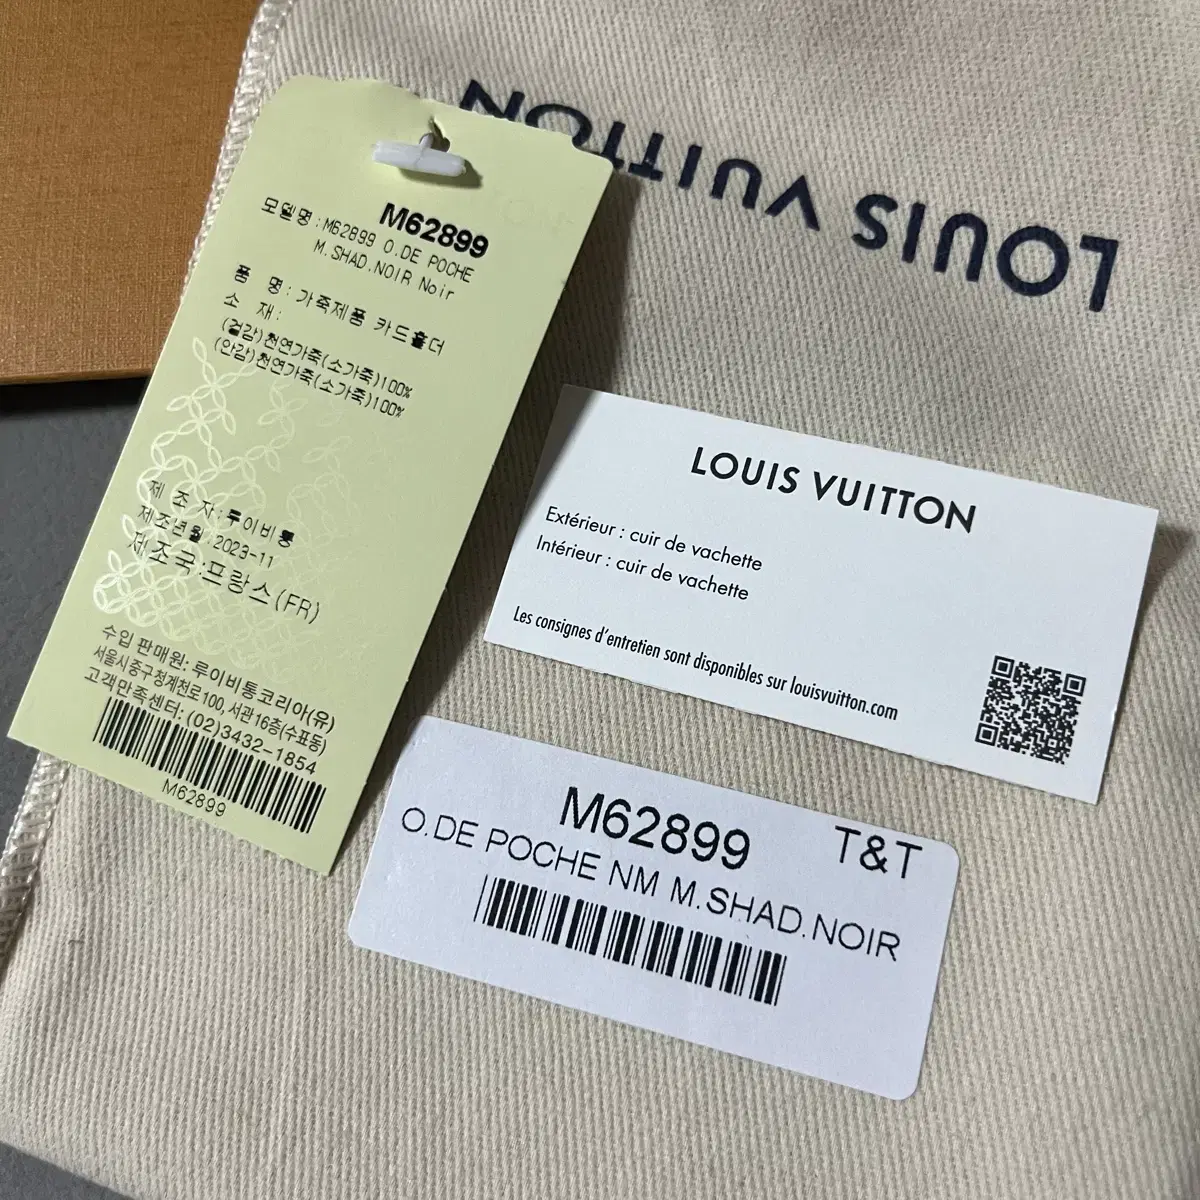 LOUIS VUITTON
M62899
모델명:M62899 O.DE POCHE
M.SHAD.NOIR Noir
품 명: 가죽제품 카드홀더
소 재:
(겉감)천연가죽(소가죽)100%
(안감)천연가죽(소가죽)100%
제 조 자:루이비통
제조년월:2023-11
제조국:프랑스(FR)
수입 판매원: 루이비통코리아(유)
서울시중구청계천로100, 서관16층(수표동)
고객만족센터: (02)3432-1854
M62899
LOUIS VUITTON
Extérieur : cuir de vachette
Intérieur : cuir de vachette
Les consignes d'entretien sont disponibles sur louisvuitton.com
M62899 T&T
O.DE POCHE NM M.SHAD.NOIR